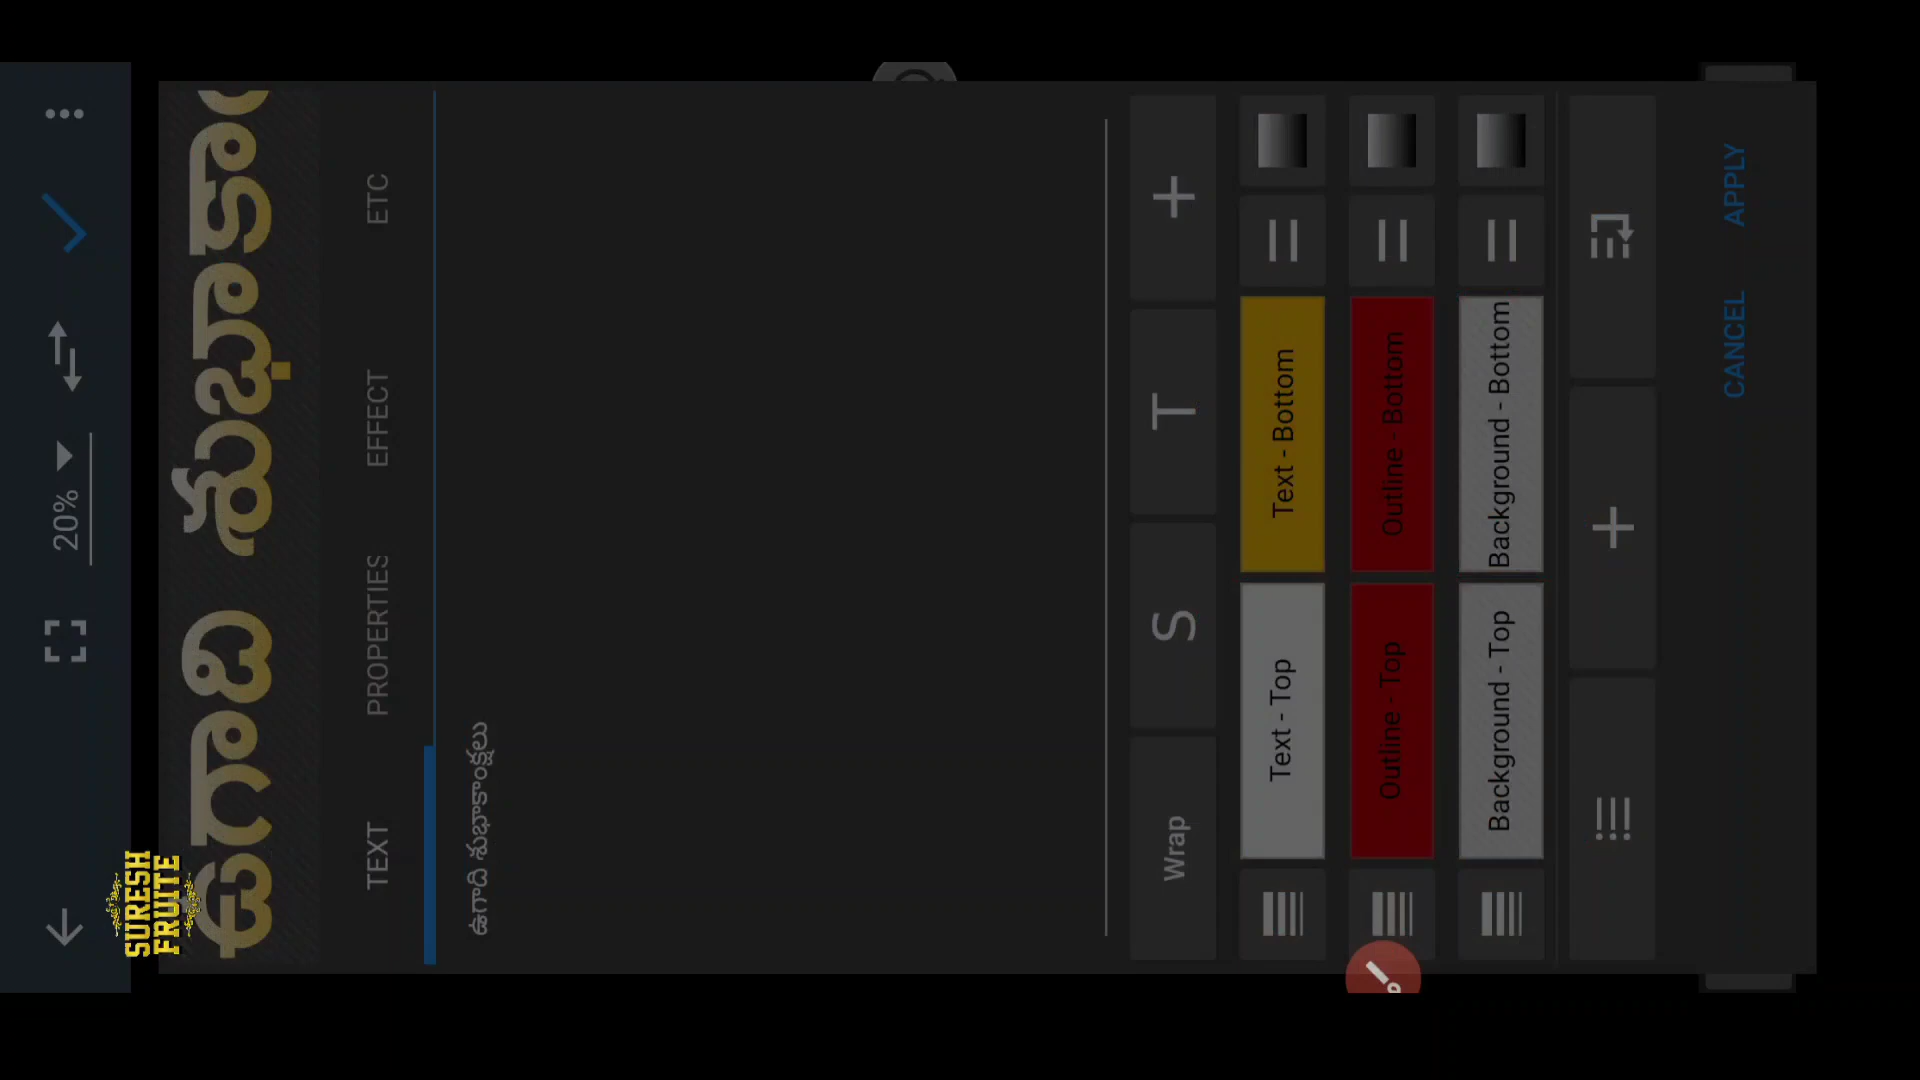 20%
ఉగాది శుభాకాం
TEXT PROPERTIES EFFECT ETC
ఉగాది శుభాకాంక్షలు
Wrap S T +
Text - Top Text - Bottom
Outline - Top Outline - Bottom
Background - Top Background - Bottom
CANCEL APPLY
SURESH
FRUITE